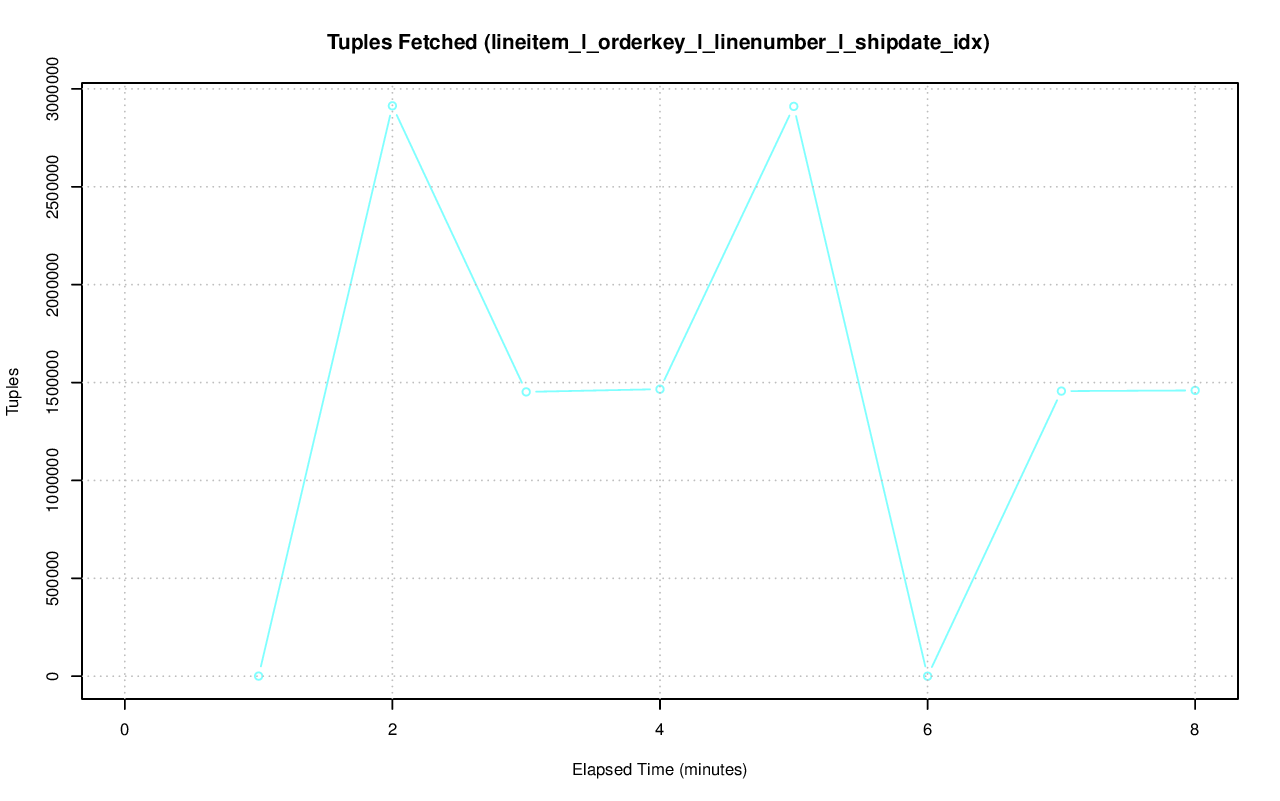 Tuples Fetched (lineitem_l_orderkey_l_linenumber_l_shipdate_idx)
3000000
2500000
2000000
1500000
1000000
500000
0
Tuples
0 2 4 6 8
Elapsed Time (minutes)